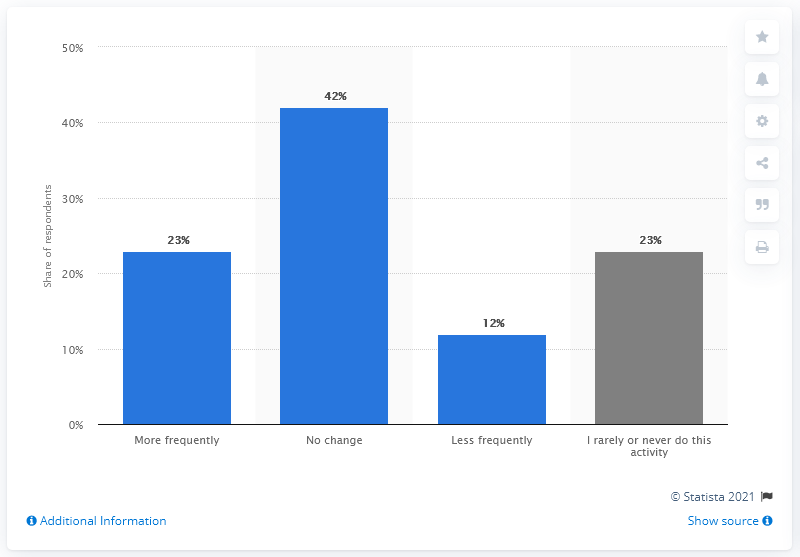 50%
42%
40%
30%
Share of respondents
23%
23%
20%
12%
10%
0%
More frequently
No change
Less frequently
I rarely or never do this
activity
© Statista 2021
Additional Information
Show source